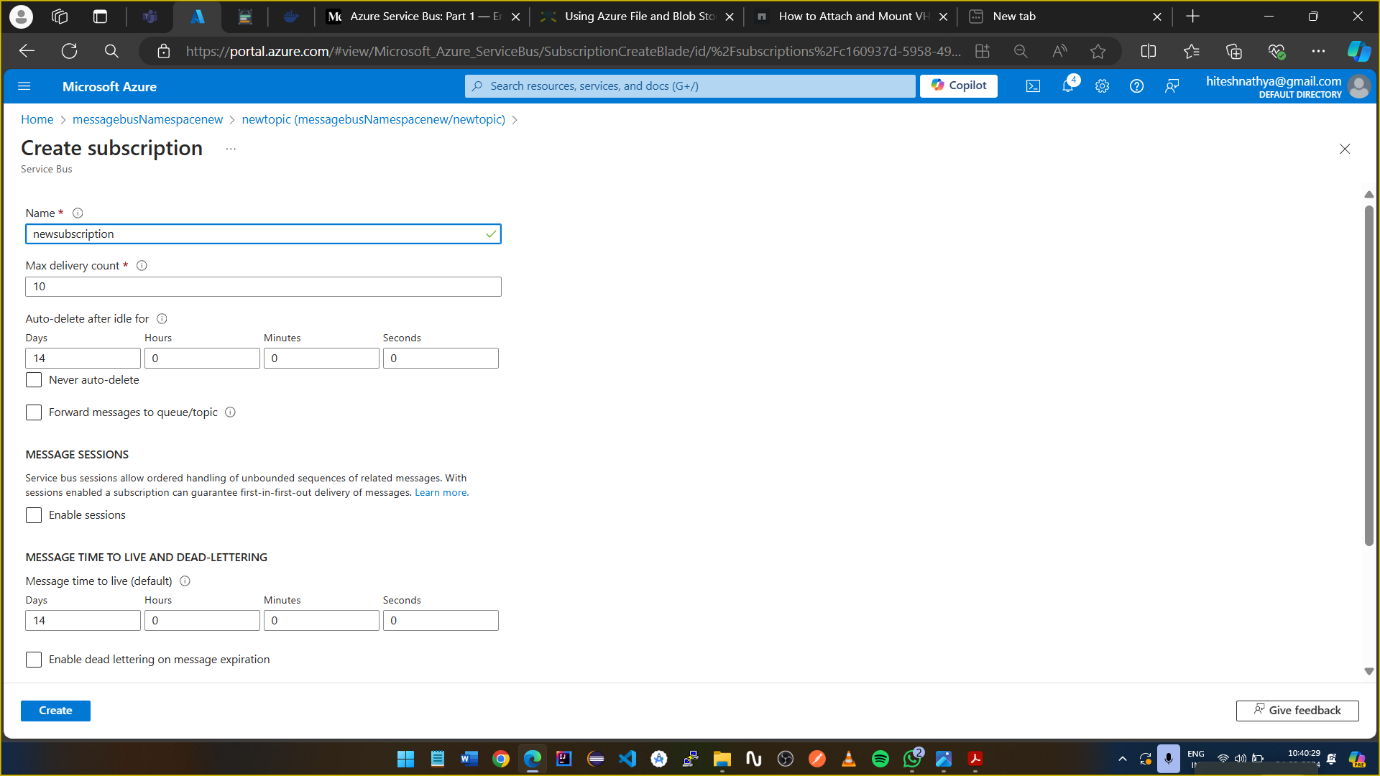 Azure Service Bus: Part 1 — En
Using Azure File and Blob Sto
How to Attach and Mount VH
New tab
https://portal.azure.com/#view/Microsoft_Azure_ServiceBus/SubscriptionCreateBlade/id/%2Fsubscriptions%2Fc160937d-5958-49...
Microsoft Azure
Search resources, services, and docs (G+/)
Copilot
4
hiteshnathya@gmail.com
DEFAULT DIRECTORY
Home > messagebusNamespacenew > newtopic (messagebusNamespacenew/newtopic) >
Create subscription ...
Service Bus
Name *
newsubscription
Max delivery count *
10
Auto-delete after idle for
Days Hours Minutes Seconds
14 0 0 0
Never auto-delete
Forward messages to queue/topic
MESSAGE SESSIONS
Service bus sessions allow ordered handling of unbounded sequences of related messages. With
sessions enabled a subscription can guarantee first-in-first-out delivery of messages. Learn more.
Enable sessions
MESSAGE TIME TO LIVE AND DEAD-LETTERING
Message time to live (default)
Days Hours Minutes Seconds
14 0 0 0
Enable dead lettering on message expiration
Create
Give feedback
2
ENG
10:40:29